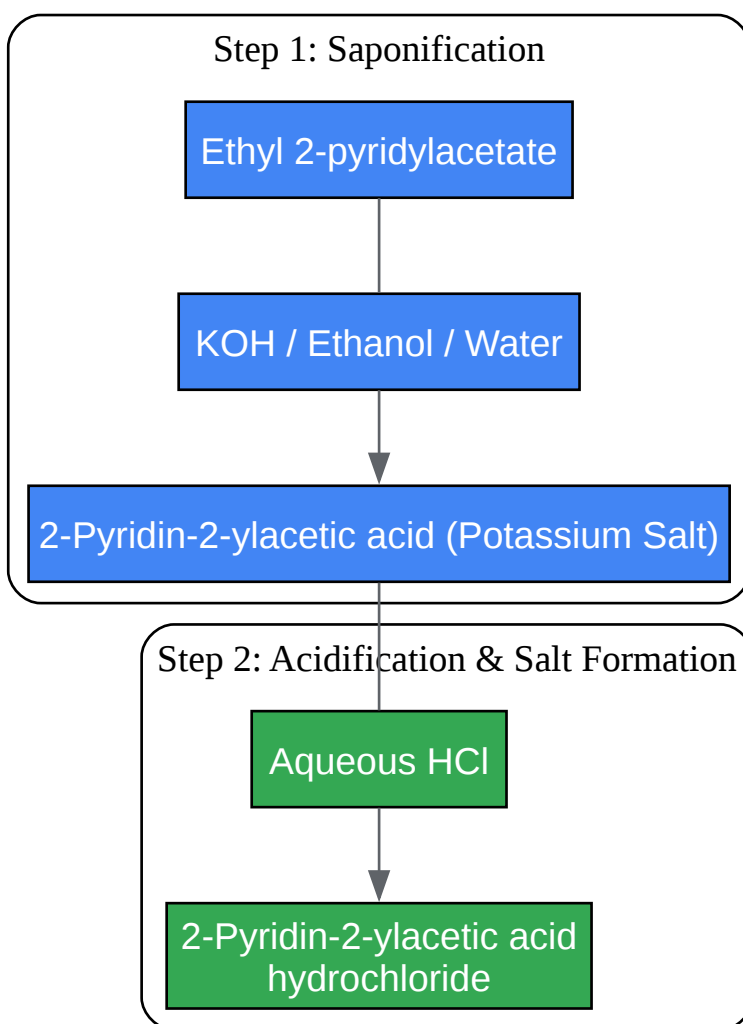 Step 1: Saponification
Ethyl 2-pyridylacetate
KOH / Ethanol / Water
2-Pyridin-2-ylacetic acid (Potassium Salt)
Step 2: Acidification & Salt Formation
Aqueous HCl
2-Pyridin-2-ylacetic acid
hydrochloride